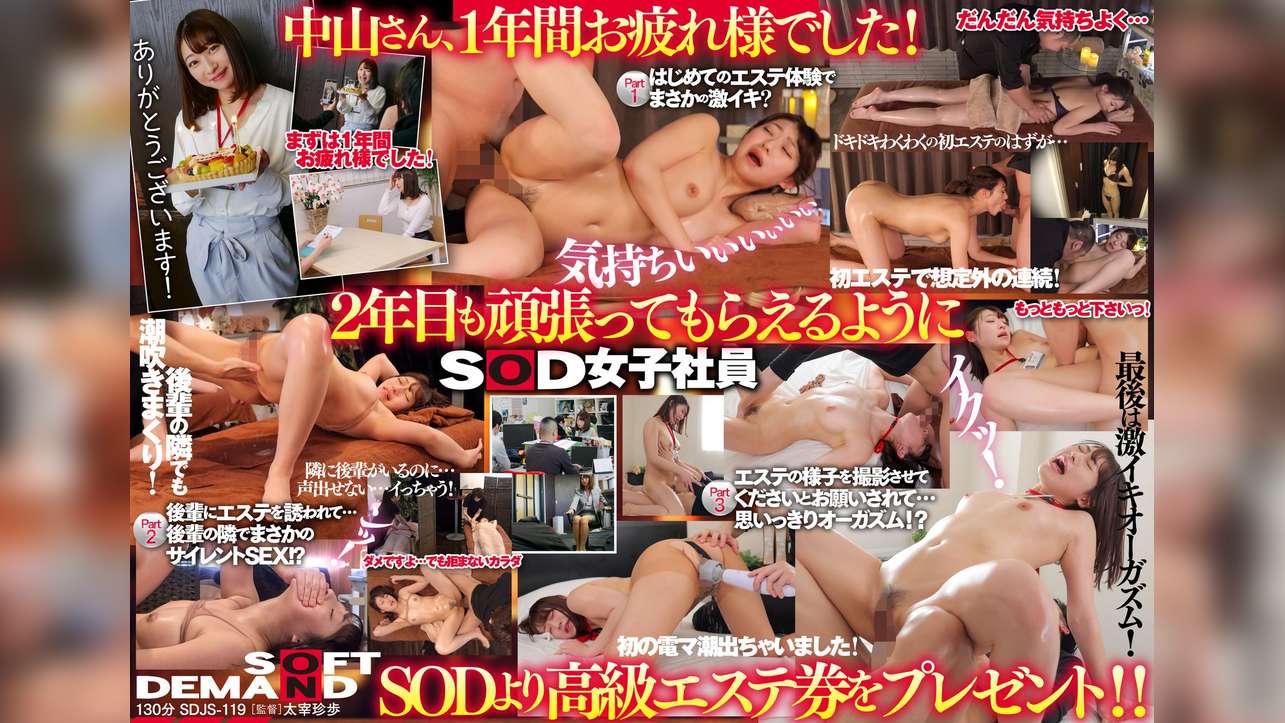 中山さん、1年間お疲れ様でした!
ありがとうございます!
まずは1年間
お疲れ様でした!
Part 1
はじめてのエステ体験で
まさかの激イキ?
だんだん気持ちよく…
ドキドキわくわくの初エステのはずが…
気持ちいいいいぃぃぃ
初エステで想定外の連続!
2年目も頑張ってもらえるように
SOD女子社員
もっともっと下さいっ!
後輩の隣でも
潮吹きまくり!
隣に後輩がいるのに…
声出せない…イっちゃう!
Part 2
後輩にエステを誘われて…
後輩の隣でまさかの
サイレントSEX!?
ダメですよ…でも拒まないカラダ
Part 3
エステの様子を撮影させて
くださいとお願いされて…
思いっきりオーガズム!?
イクッ!
最後は激イキオーガズム!
初の電マ潮出ちゃいました!
SOFT
ON
DEMAND
130分 SDJS-119 [監督]太宰珍歩
SODより高級エステ券をプレゼント!!